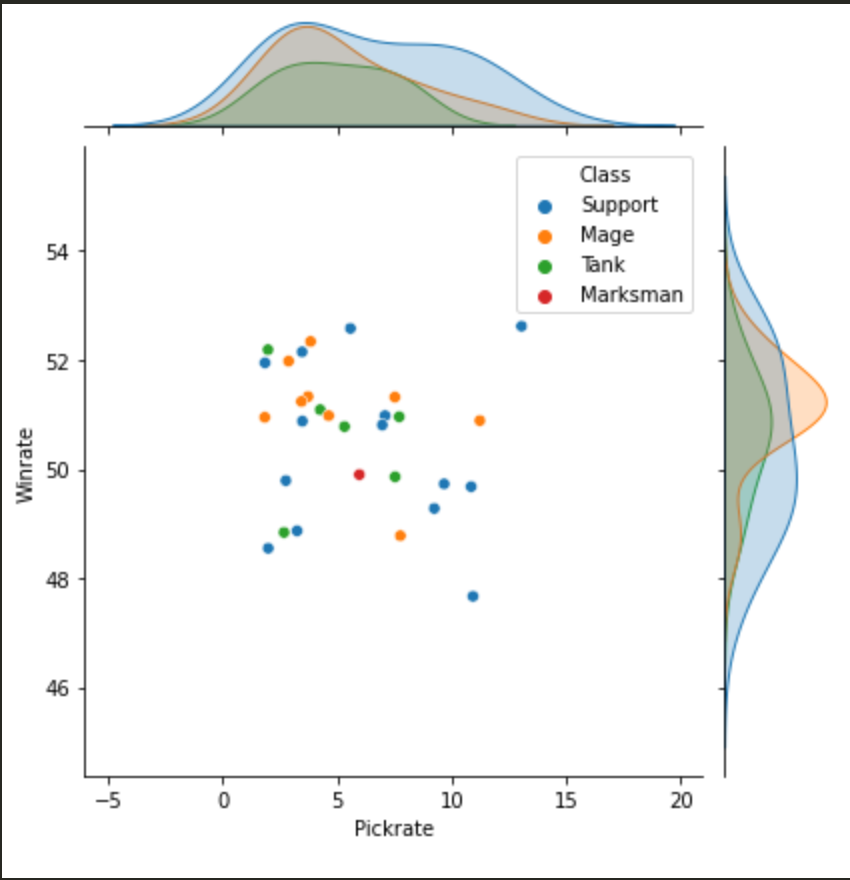 Class
Support
Mage
Tank
Marksman
54
52
50
48
46
Winrate
−5 0 5 10 15 20
Pickrate